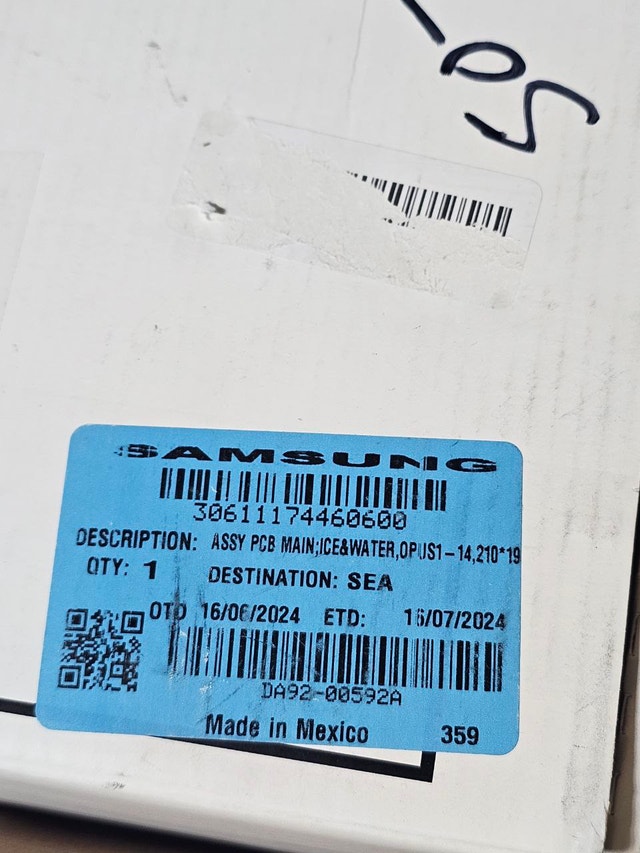 SAMSUNG
30611174460600
DESCRIPTION: ASSY PCB MAIN;ICE&WATER,OPUS1-14,210*19
QTY: 1 DESTINATION: SEA
OTD 16/06/2024 ETD: 16/07/2024
DA92-00592A
Made in Mexico 359